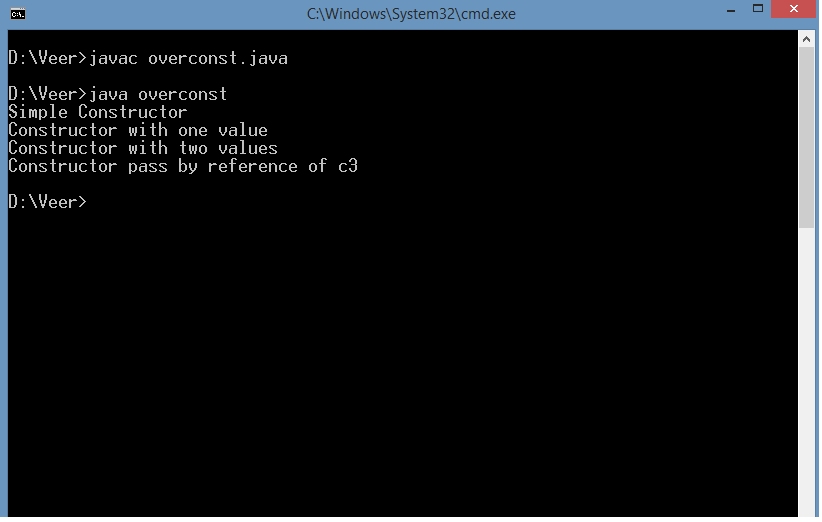 C:\Windows\System32\cmd.exe
D:\Veer>javac overconst.java
D:\Veer>java overconst
Simple Constructor
Constructor with one value
Constructor with two values
Constructor pass by reference of c3
D:\Veer>